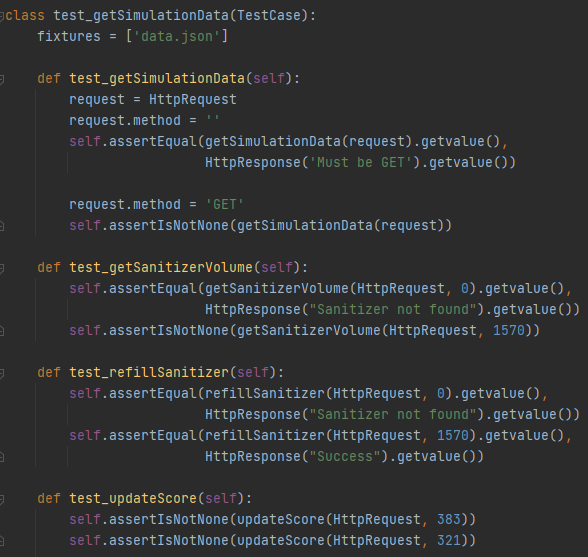 class test_getSimulationData(TestCase):
    fixtures = ['data.json']

    def test_getSimulationData(self):
        request = HttpRequest
        request.method = ''
        self.assertEqual(getSimulationData(request).getvalue(),
                         HttpResponse('Must be GET').getvalue())

        request.method = 'GET'
        self.assertIsNotNone(getSimulationData(request))

    def test_getSanitizerVolume(self):
        self.assertEqual(getSanitizerVolume(HttpRequest, 0).getvalue(),
                         HttpResponse("Sanitizer not found").getvalue())
        self.assertIsNotNone(getSanitizerVolume(HttpRequest, 1570))

    def test_refillSanitizer(self):
        self.assertEqual(refillSanitizer(HttpRequest, 0).getvalue(),
                         HttpResponse("Sanitizer not found").getvalue())
        self.assertEqual(refillSanitizer(HttpRequest, 1570).getvalue(),
                         HttpResponse("Success").getvalue())

    def test_updateScore(self):
        self.assertIsNotNone(updateScore(HttpRequest, 383))
        self.assertIsNotNone(updateScore(HttpRequest, 321))